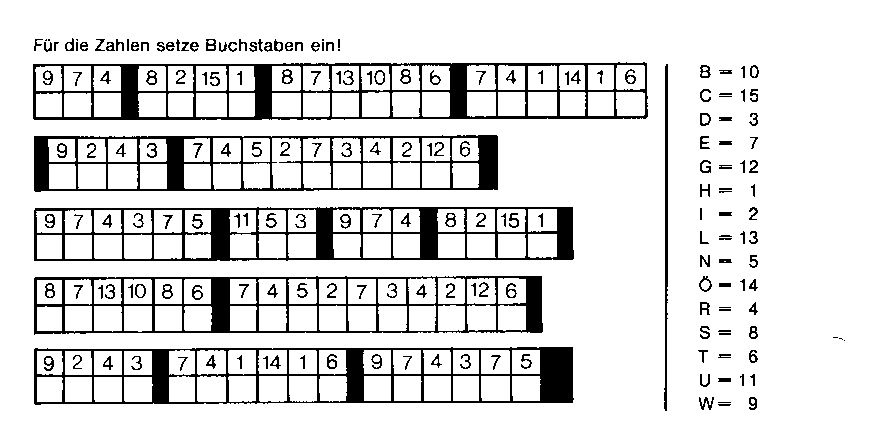 Für die Zahlen setze Buchstaben ein!
9 7 4 8 2 15 1 8 7 13 10 8 6 7 4 1 14 1 6
9 2 4 3 7 4 5 2 7 3 4 2 12 6
9 7 4 3 7 5 11 5 3 9 7 4 8 2 15 1
8 7 13 10 8 6 7 4 5 2 7 3 4 2 12 6
9 2 4 3 7 4 1 14 1 6 9 7 4 3 7 5
B = 10
C = 15
D = 3
E = 7
G = 12
H = 1
I = 2
L = 13
N = 5
Ö = 14
R = 4
S = 8
T = 6
U = 11
W = 9